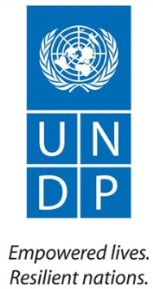 U N
D P
Empowered lives.
Resilient nations.